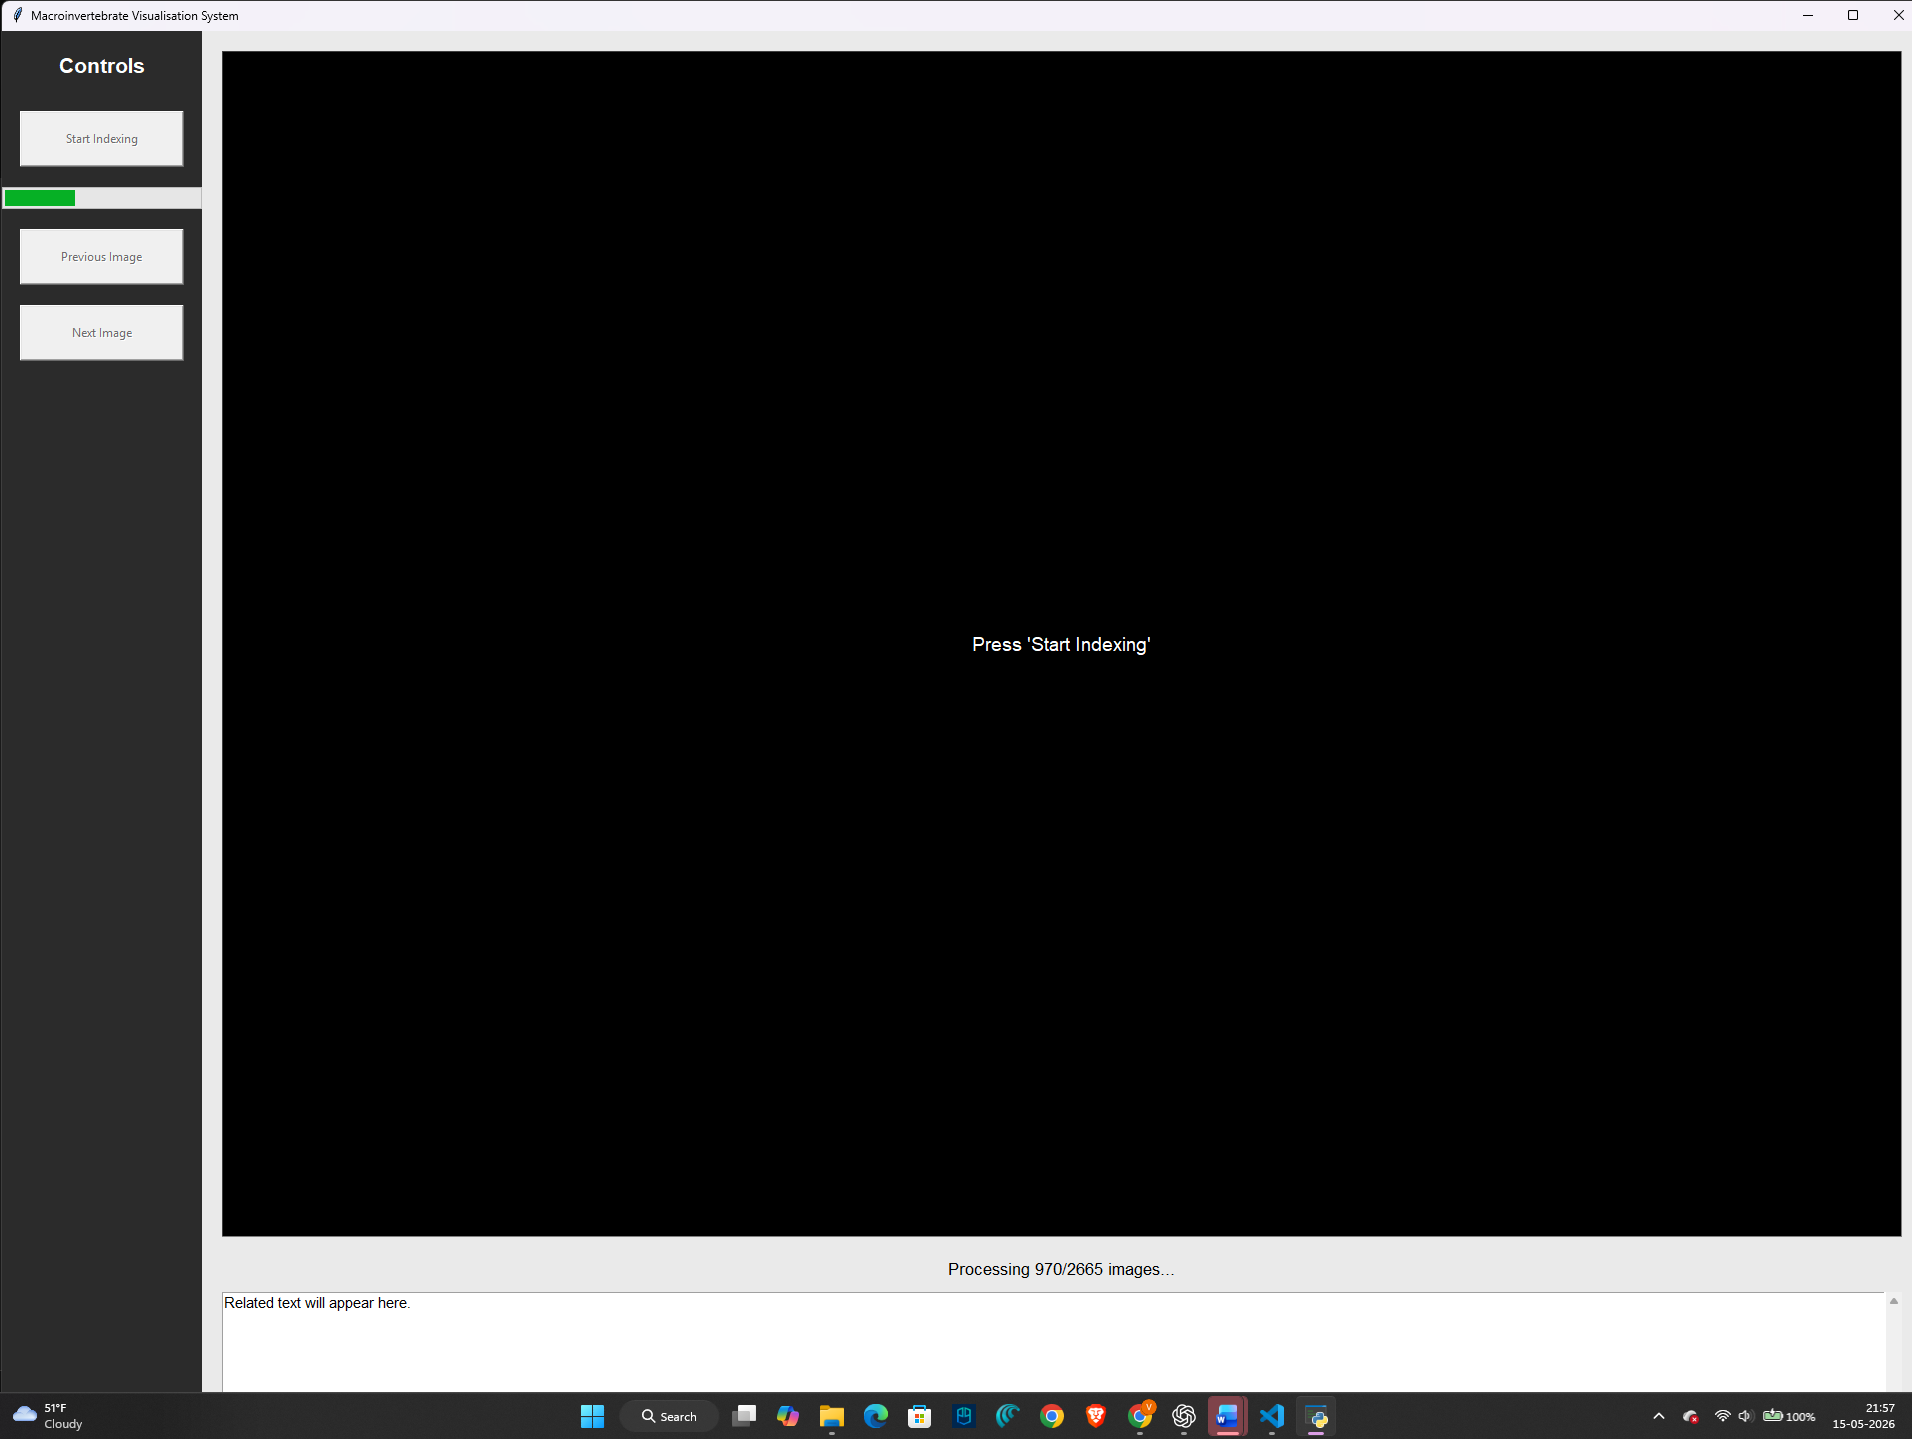 Macroinvertebrate Visualisation System
Controls
Start Indexing
Previous Image
Next Image
Press 'Start Indexing'
Processing 970/2665 images...
Related text will appear here.
51°F
Cloudy
Search
V
100%
21:57
15-05-2026